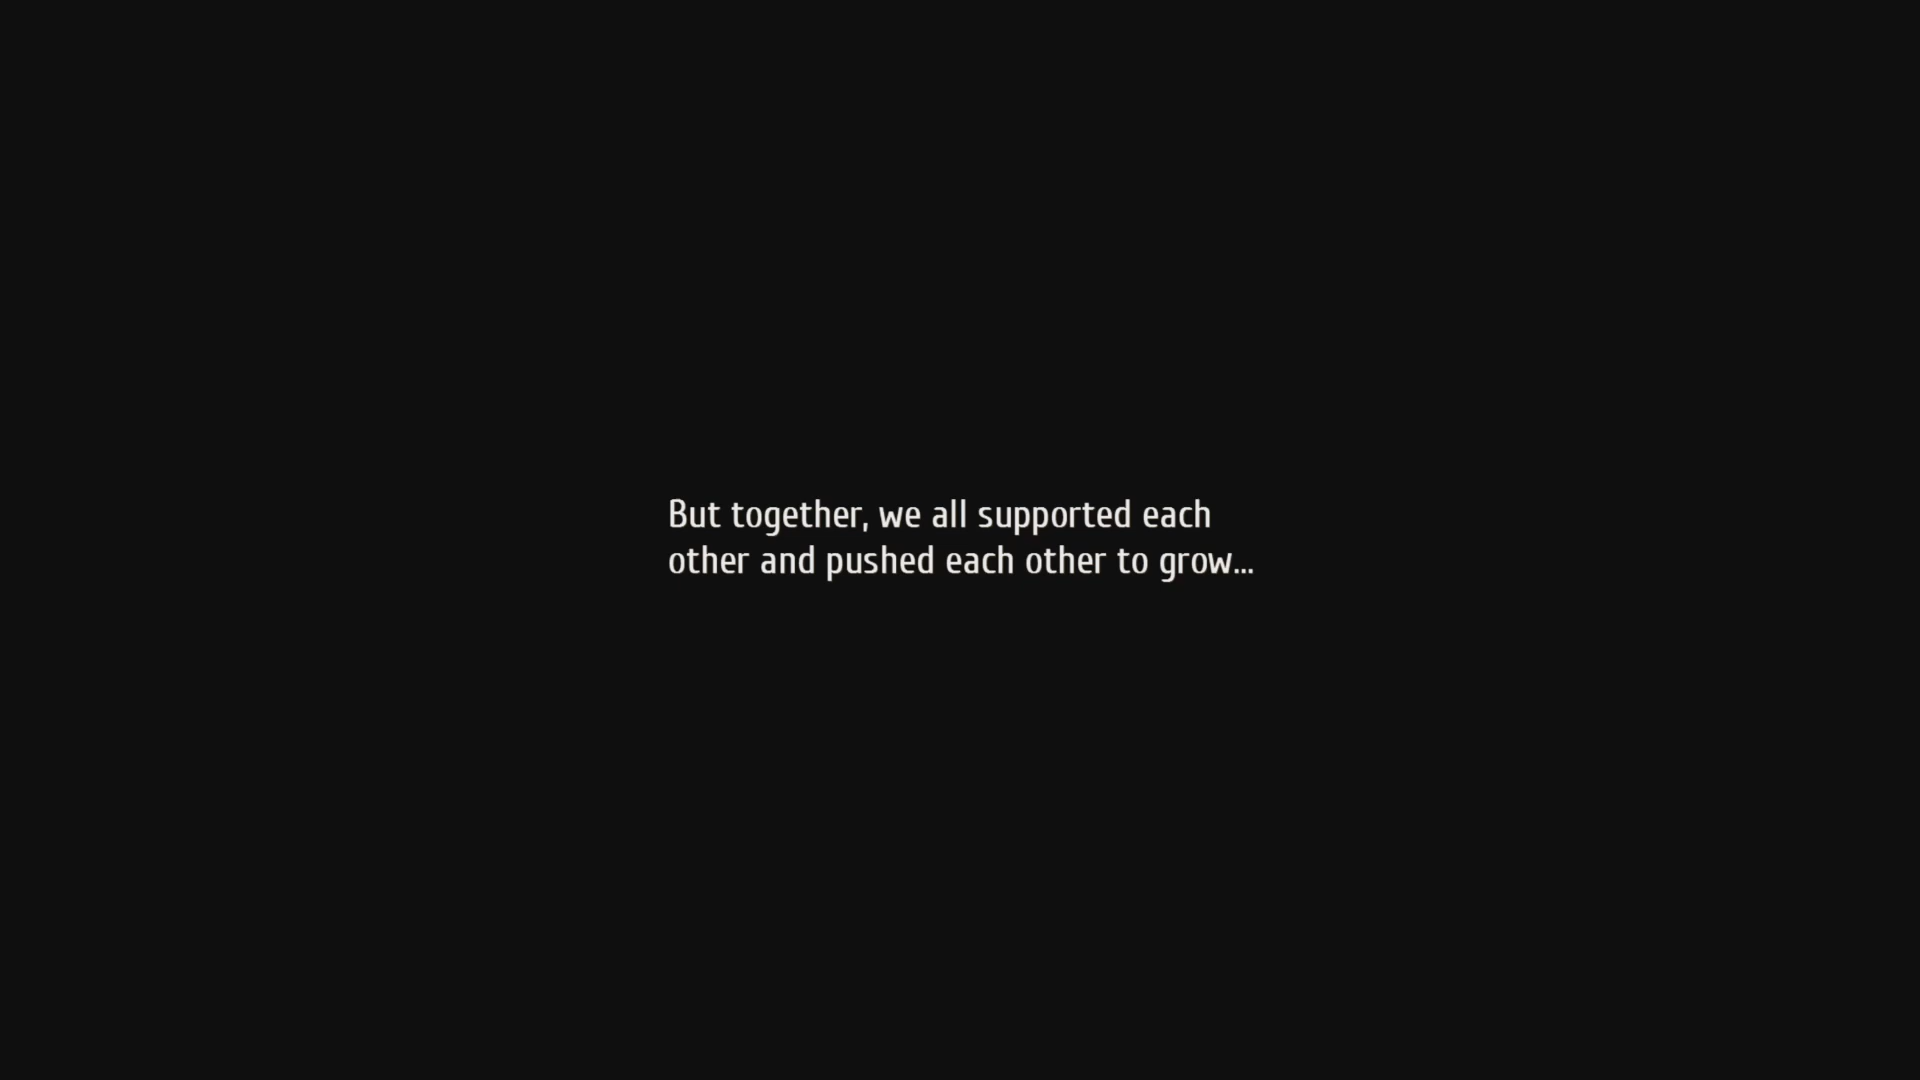 But together, we all supported each
other and pushed each other to grow...